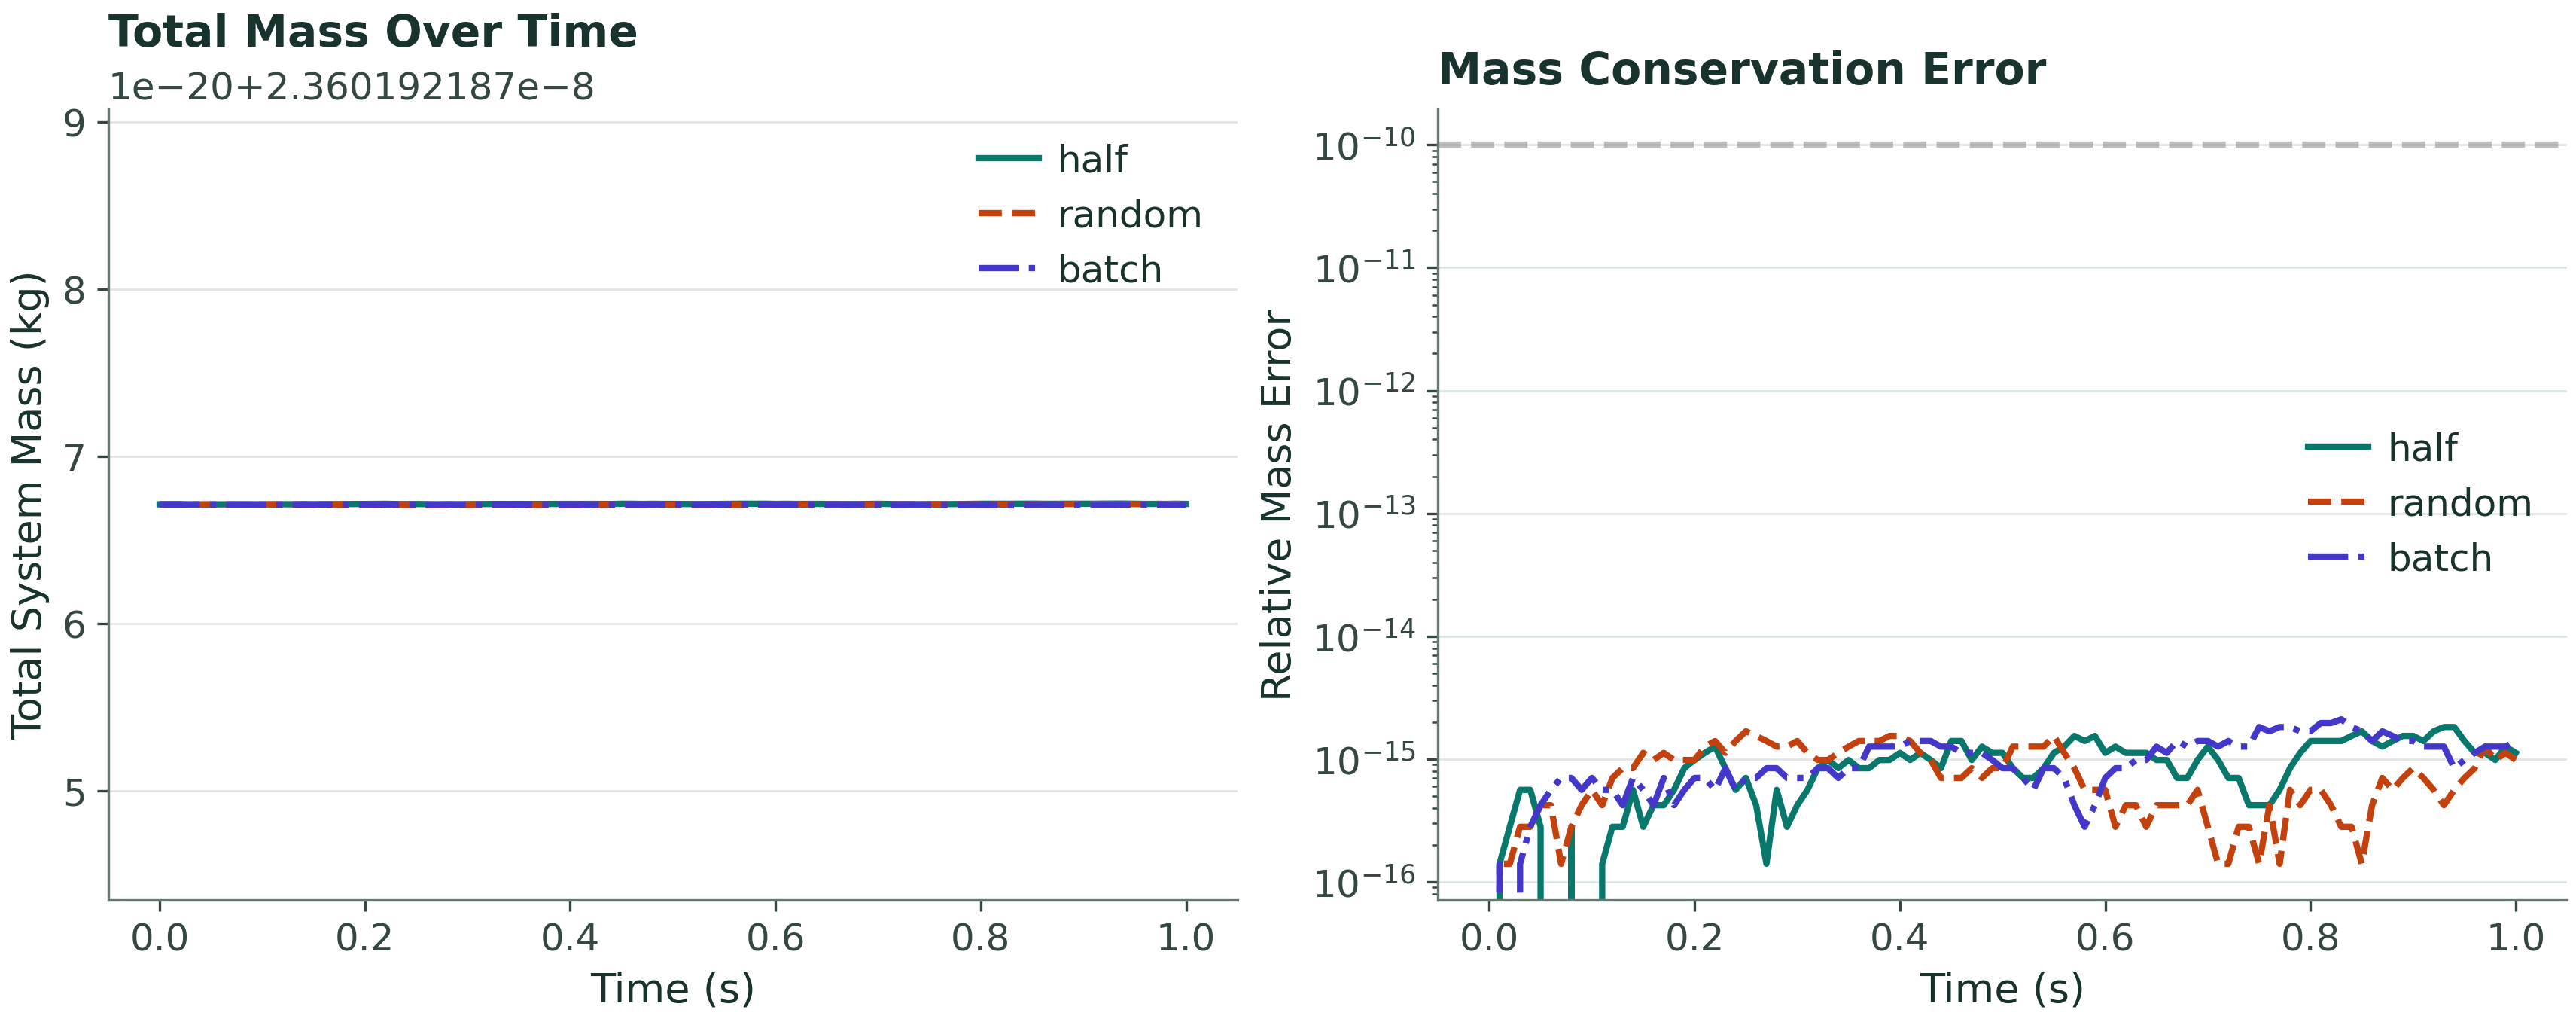 Total Mass Over Time
1e−20+2.360192187e−8
Total System Mass (kg)
9
8
7
6
5
half
random
batch
0.0 0.2 0.4 0.6 0.8 1.0
Time (s)
Mass Conservation Error
Relative Mass Error
10⁻¹⁰
10⁻¹¹
10⁻¹²
10⁻¹³
10⁻¹⁴
10⁻¹⁵
10⁻¹⁶
half
random
batch
0.0 0.2 0.4 0.6 0.8 1.0
Time (s)